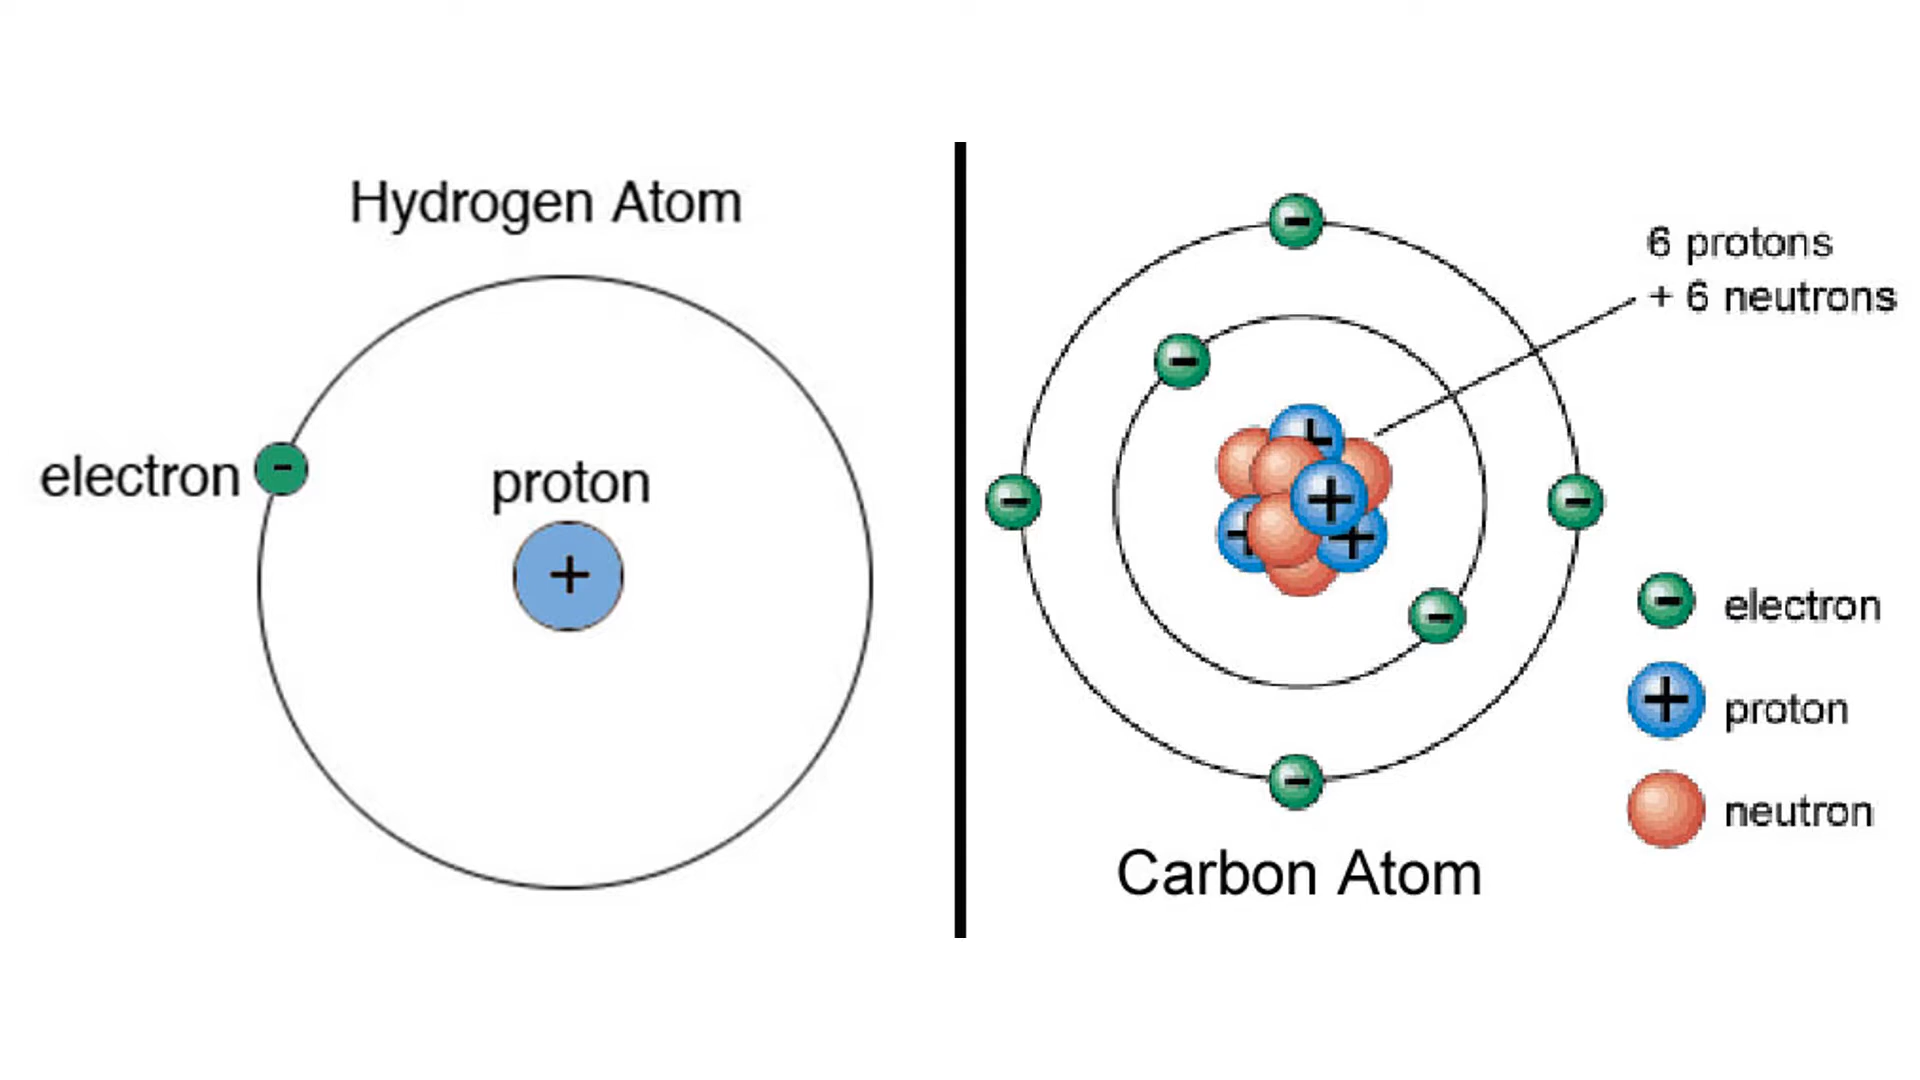 Hydrogen Atom
electron
-
proton
+
6 protons
+ 6 neutrons
-
-
+
-
+
+
+
-
-
-
- electron
+ proton
neutron
Carbon Atom